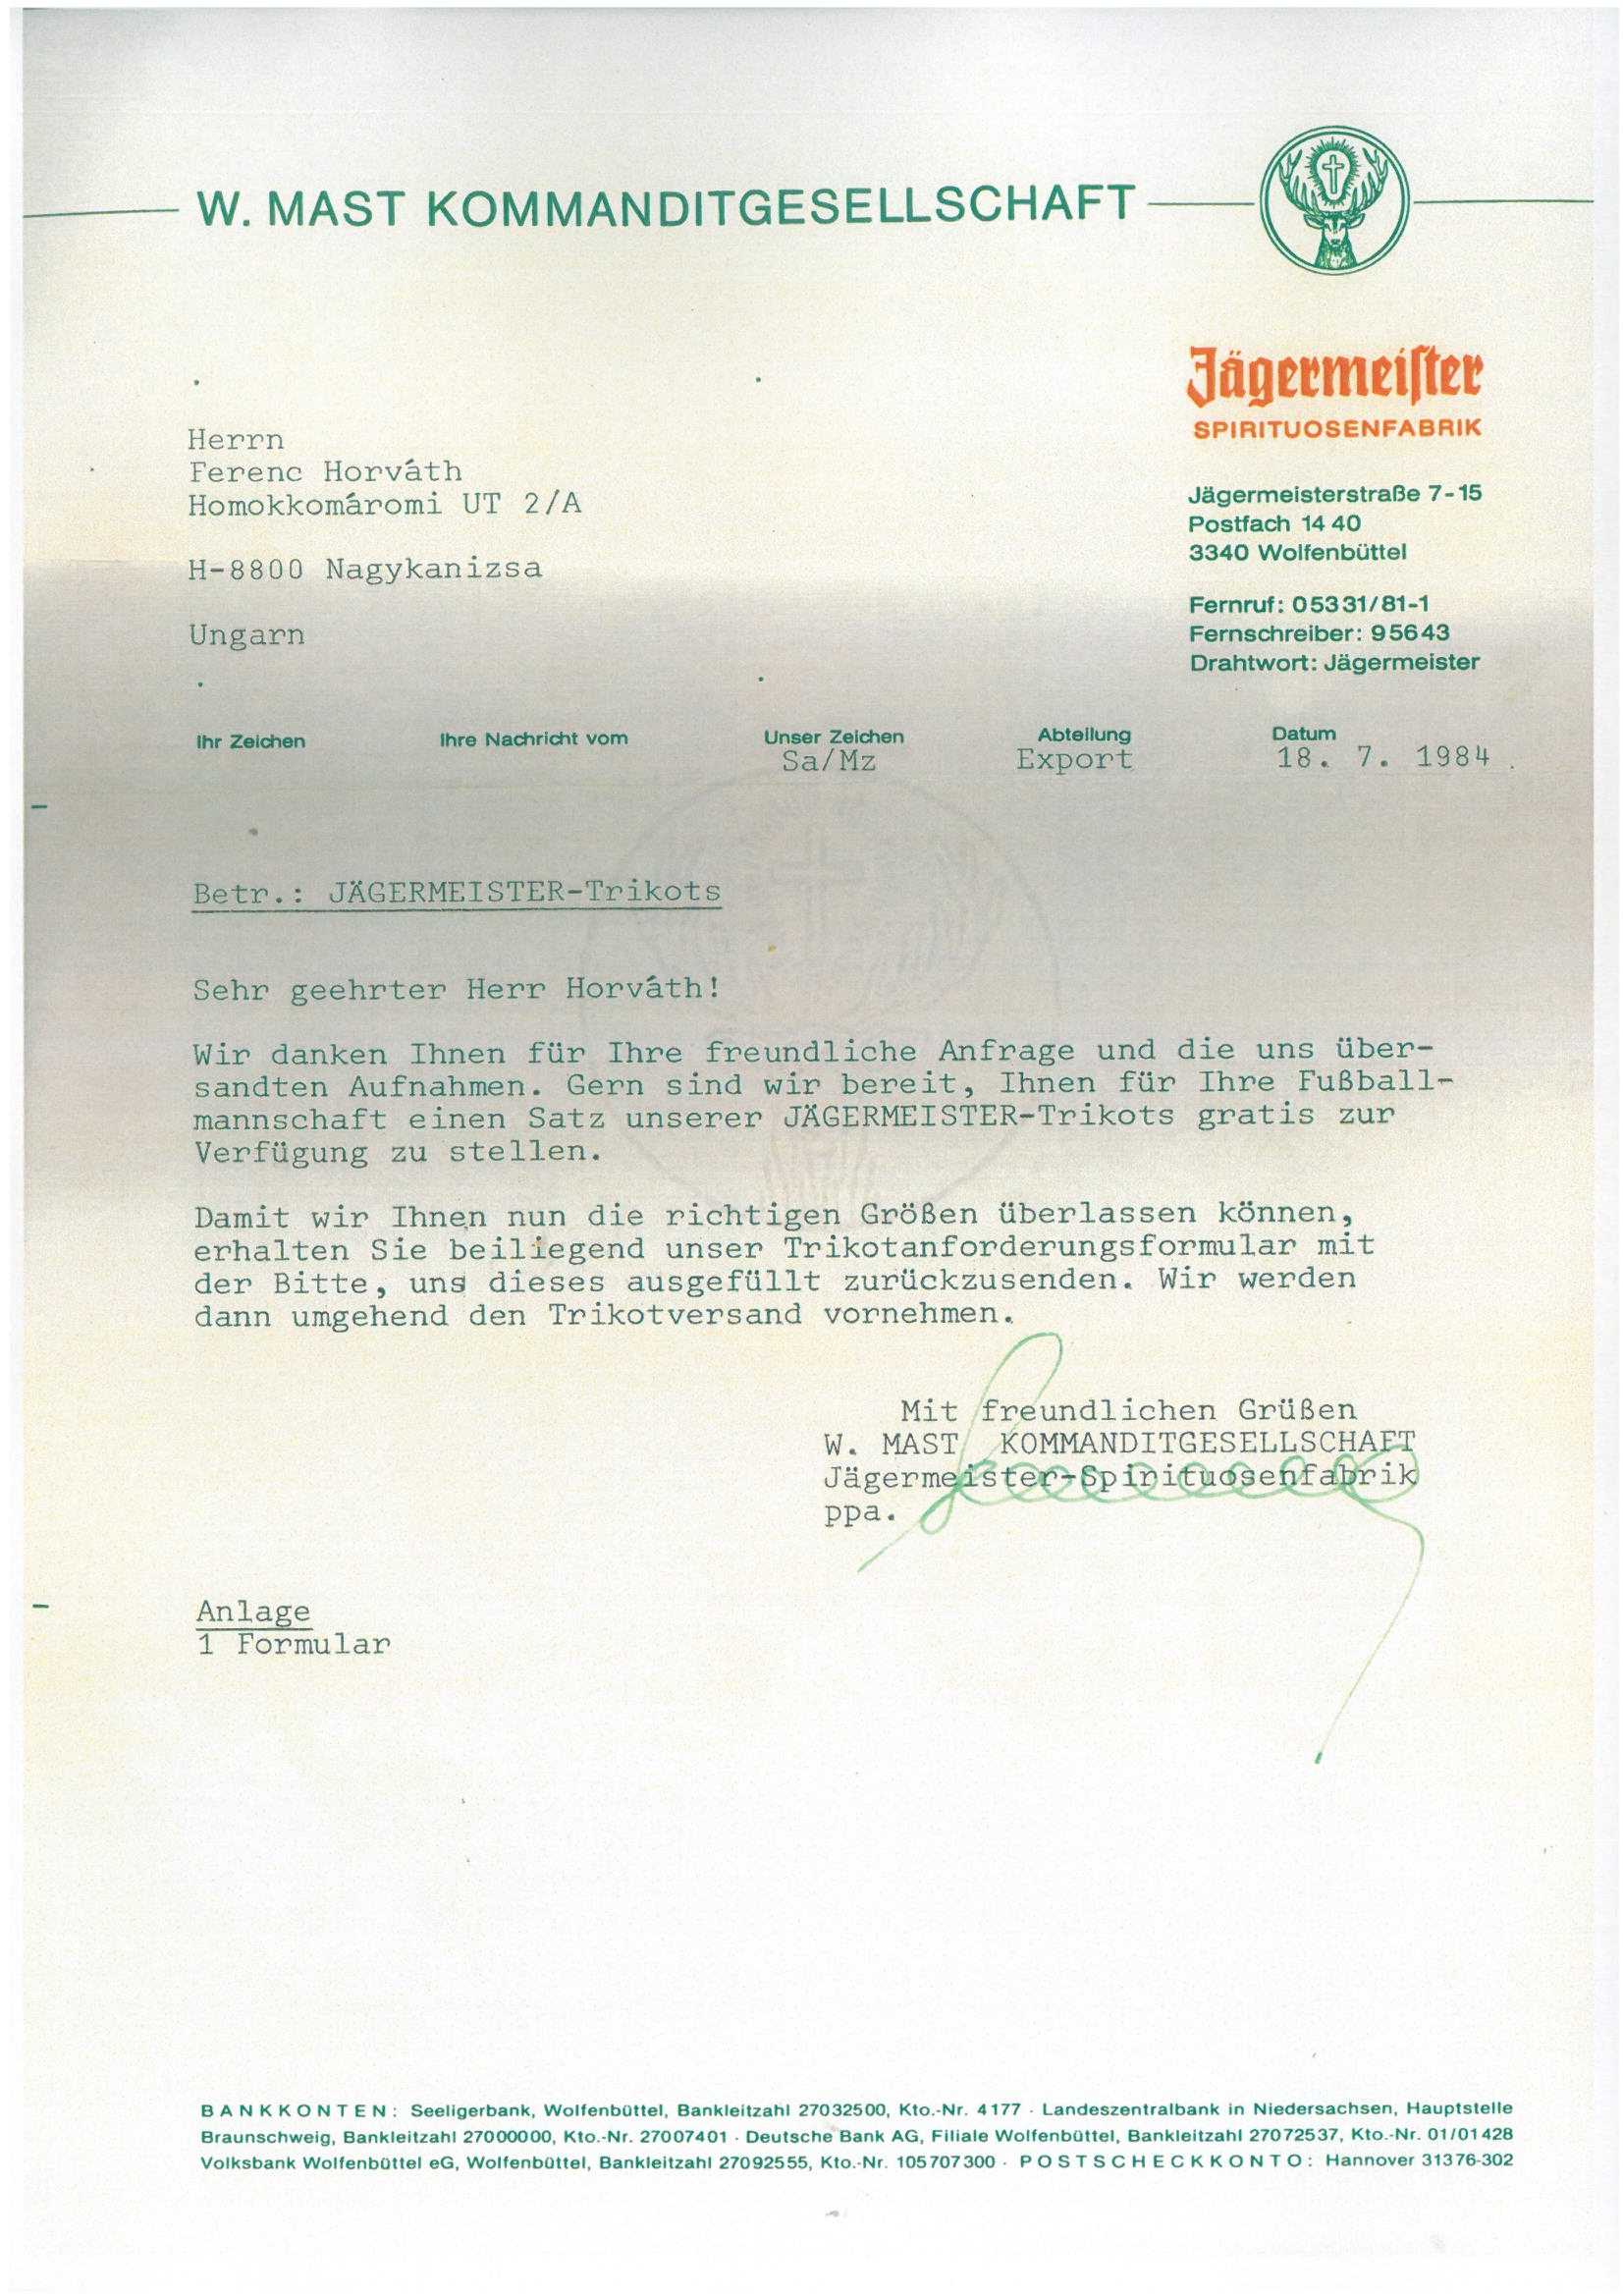 W. MAST KOMMANDITGESELLSCHAFT
Jägermeiſter
SPIRITUOSENFABRIK
Herrn
Ferenc Horváth
Homokkomáromi UT 2/A
H-8800 Nagykanizsa
Ungarn
Jägermeisterstraße 7-15
Postfach 14 40
3340 Wolfenbüttel
Fernruf: 05331/81-1
Fernschreiber: 95643
Drahtwort: Jägermeister
Ihr Zeichen Ihre Nachricht vom Unser Zeichen Abteilung Datum
Sa/Mz Export 18. 7. 1984
Betr.: JÄGERMEISTER-Trikots
Sehr geehrter Herr Horváth!
Wir danken Ihnen für Ihre freundliche Anfrage und die uns über-
sandten Aufnahmen. Gern sind wir bereit, Ihnen für Ihre Fußball-
mannschaft einen Satz unserer JÄGERMEISTER-Trikots gratis zur
Verfügung zu stellen.
Damit wir Ihnen nun die richtigen Größen überlassen können,
erhalten Sie beiliegend unser Trikotanforderungsformular mit
der Bitte, uns dieses ausgefüllt zurückzusenden. Wir werden
dann umgehend den Trikotversand vornehmen.
Mit freundlichen Grüßen
W. MAST KOMMANDITGESELLSCHAFT
Jägermeister-Spirituosenfabrik
ppa.
Anlage
1 Formular
BANKKONTEN: Seeligerbank, Wolfenbüttel, Bankleitzahl 27032500, Kto.-Nr. 4177 · Landeszentralbank in Niedersachsen, Hauptstelle
Braunschweig, Bankleitzahl 27000000, Kto.-Nr. 27007401 · Deutsche Bank AG, Filiale Wolfenbüttel, Bankleitzahl 27072537, Kto.-Nr. 01/01428
Volksbank Wolfenbüttel eG, Wolfenbüttel, Bankleitzahl 27092555, Kto.-Nr. 105707300 · POSTSCHECKKONTO: Hannover 31376-302